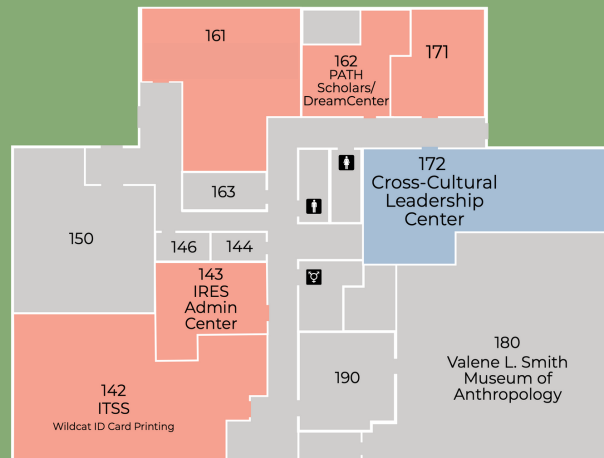 161
162
PATH
Scholars/
DreamCenter
171
172
Cross-Cultural
Leadership
Center
163
150
146
144
143
IRES
Admin
Center
180
Valene L. Smith
Museum of
Anthropology
190
142
ITSS
Wildcat ID Card Printing